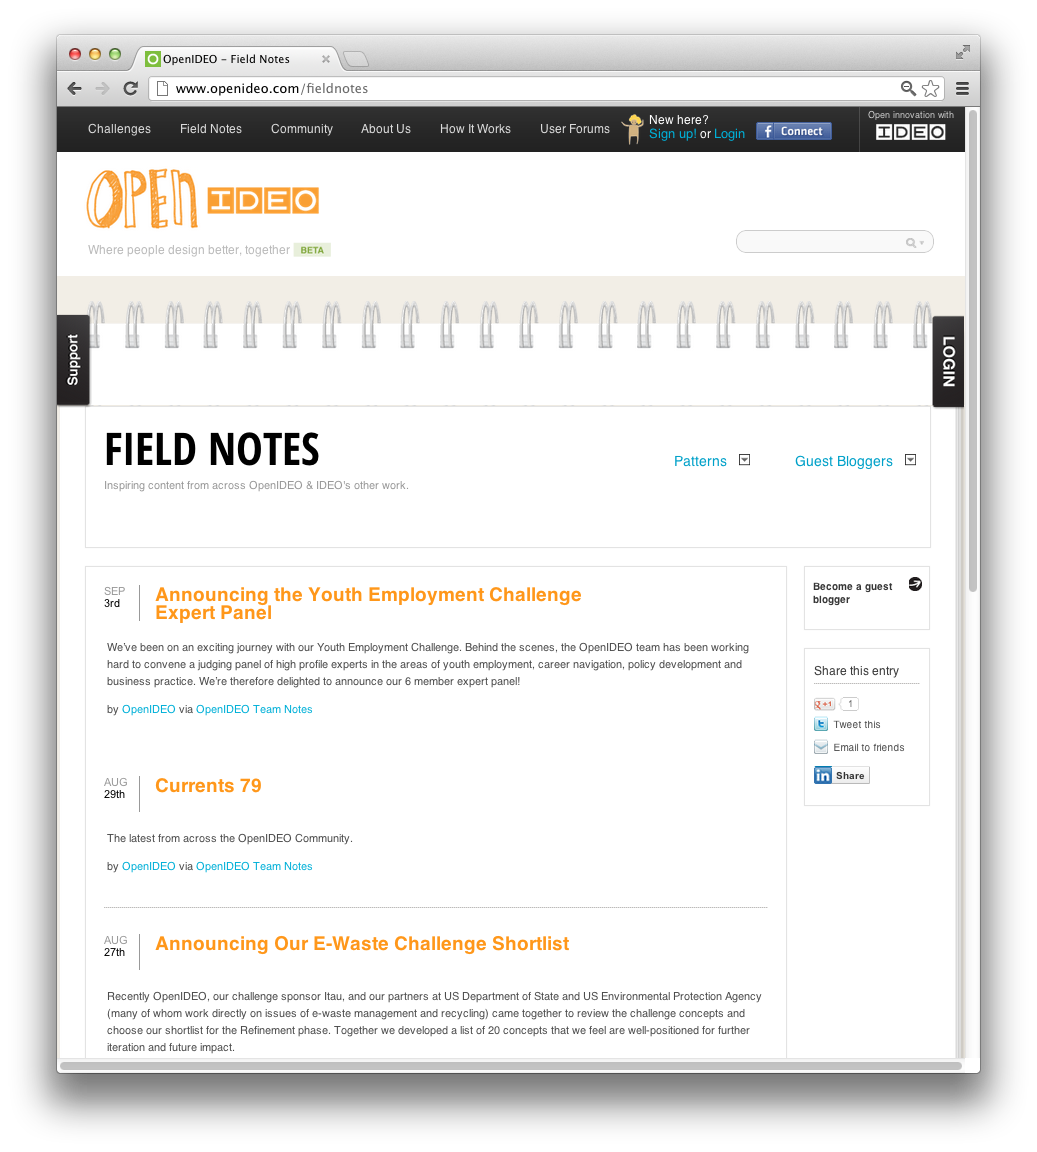 OpenIDEO – Field Notes
www.openideo.com/fieldnotes
Challenges Field Notes Community About Us How It Works User Forums
New here?
Sign up! or Login
f Connect
Open innovation with
IDEO
OPEN IDEO
Where people design better, together BETA
Support
LOGIN
FIELD NOTES
Patterns Guest Bloggers
Inspiring content from across OpenIDEO & IDEO's other work.
SEP
3rd
Announcing the Youth Employment Challenge
Expert Panel
We've been on an exciting journey with our Youth Employment Challenge. Behind the scenes, the OpenIDEO team has been working
hard to convene a judging panel of high profile experts in the areas of youth employment, career navigation, policy development and
business practice. We're therefore delighted to announce our 6 member expert panel!
by OpenIDEO via OpenIDEO Team Notes
AUG
29th
Currents 79
The latest from across the OpenIDEO Community.
by OpenIDEO via OpenIDEO Team Notes
AUG
27th
Announcing Our E-Waste Challenge Shortlist
Recently OpenIDEO, our challenge sponsor Itau, and our partners at US Department of State and US Environmental Protection Agency
(many of whom work directly on issues of e-waste management and recycling) came together to review the challenge concepts and
choose our shortlist for the Refinement phase. Together we developed a list of 20 concepts that we feel are well-positioned for further
iteration and future impact.
Become a guest
blogger
Share this entry
g +1 1
t Tweet this
Email to friends
in Share